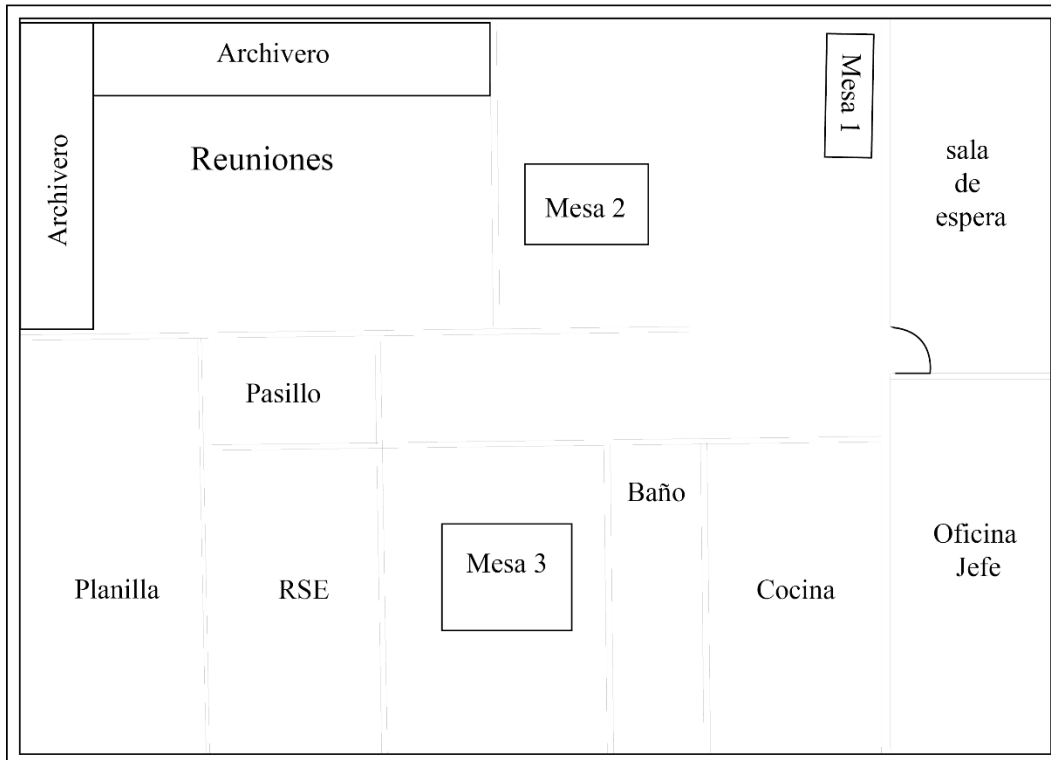 Archivero
Archivero
Reuniones
Mesa 1
Mesa 2
sala
de
espera
Pasillo
Baño
Mesa 3
Planilla
RSE
Cocina
Oficina
Jefe